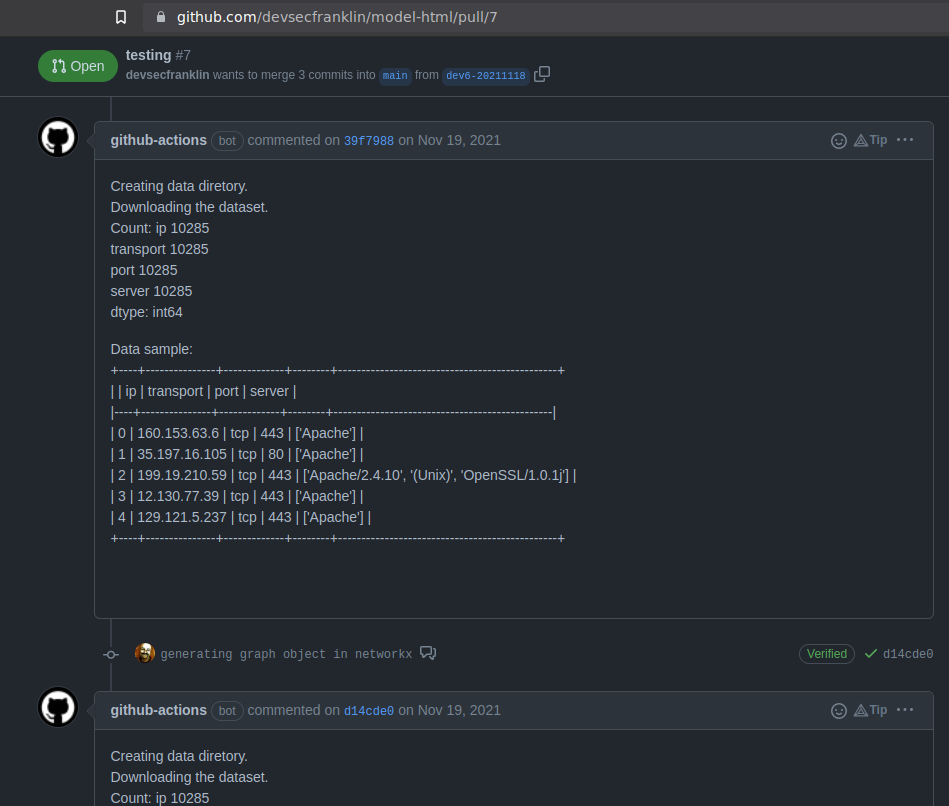 github.com/devsecfranklin/model-html/pull/7
Open
testing #7
devsecfranklin wants to merge 3 commits into main from dev6-20211118
github-actions bot commented on 39f7988 on Nov 19, 2021
Tip
Creating data diretory.
Downloading the dataset.
Count: ip 10285
transport 10285
port 10285
server 10285
dtype: int64
Data sample:
+----+---------------+-------------+--------+-----------------------------------------------+
| | ip | transport | port | server |
|----+---------------+-------------+--------+-----------------------------------------------|
| 0 | 160.153.63.6 | tcp | 443 | ['Apache'] |
| 1 | 35.197.16.105 | tcp | 80 | ['Apache'] |
| 2 | 199.19.210.59 | tcp | 443 | ['Apache/2.4.10', '(Unix)', 'OpenSSL/1.0.1j'] |
| 3 | 12.130.77.39 | tcp | 443 | ['Apache'] |
| 4 | 129.121.5.237 | tcp | 443 | ['Apache'] |
+----+---------------+-------------+--------+-----------------------------------------------+
generating graph object in networkx
Verified
d14cde0
github-actions bot commented on d14cde0 on Nov 19, 2021
Tip
Creating data diretory.
Downloading the dataset.
Count: ip 10285